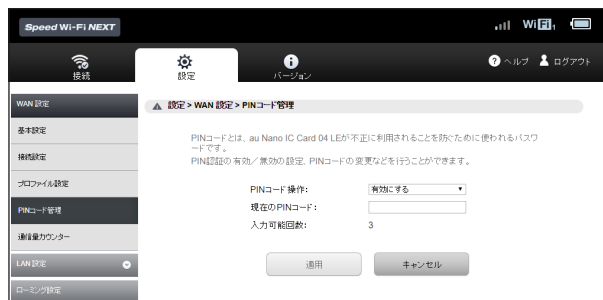 Speed Wi-Fi NEXT
WiFi 1
接続
設定
バージョン
? ヘルプ
ログアウト
WAN 設定
基本設定
接続設定
プロファイル設定
PINコード管理
通信量カウンター
LAN 設定
ローミング設定
設定 > WAN 設定 > PINコード管理
PINコードとは、au Nano IC Card 04 LEが不正に利用されることを防ぐために使われるパスワ
ードです。
PIN認証の有効／無効の設定、PINコードの変更などを行うことができます。
PINコード操作:
有効にする
現在のPINコード:
入力可能回数:
3
適用
キャンセル